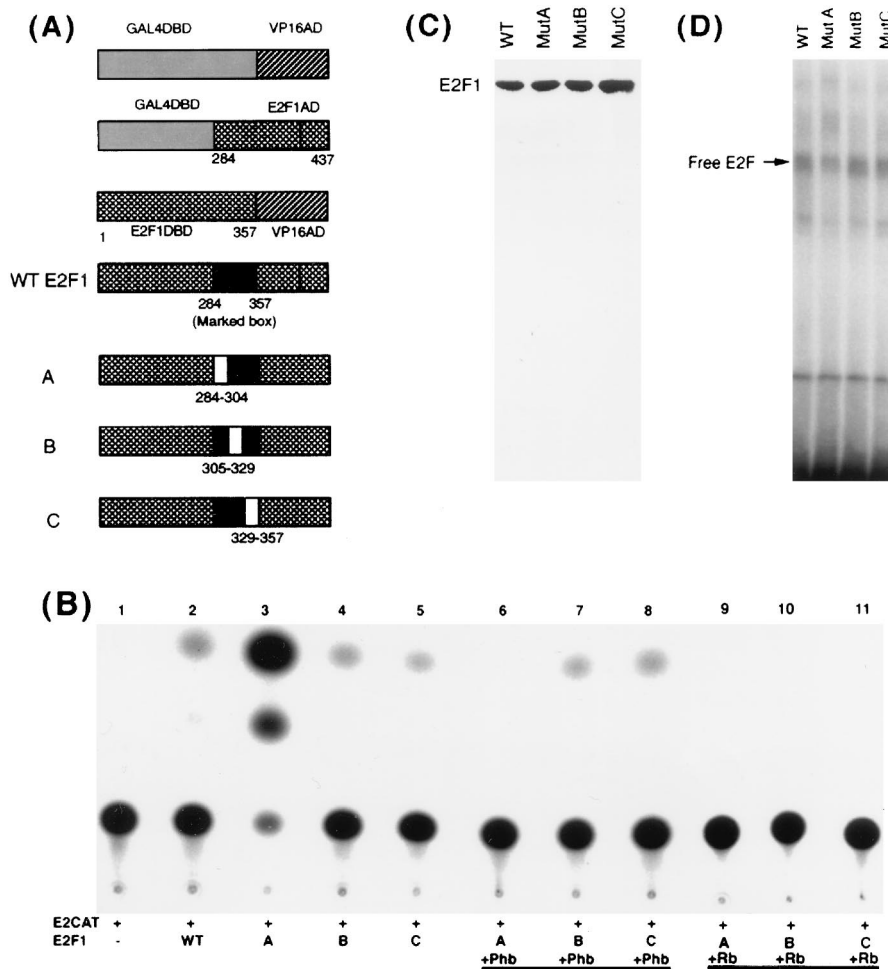 (A)
GAL4DBD VP16AD
GAL4DBD E2F1AD
284 437
1 E2F1DBD 357 VP16AD
WT E2F1
284 357
(Marked box)
A
284-304
B
305-329
C
329-357
(C)
WT MutA MutB MutC
E2F1
(D)
WT Mut A MutB MutC
Free E2F
(B)
1 2 3 4 5 6 7 8 9 10 11
E2CAT + + + + + + + + + + +
E2F1 - WT A B C A B C A B C
+Phb +Phb +Phb +Rb +Rb +Rb